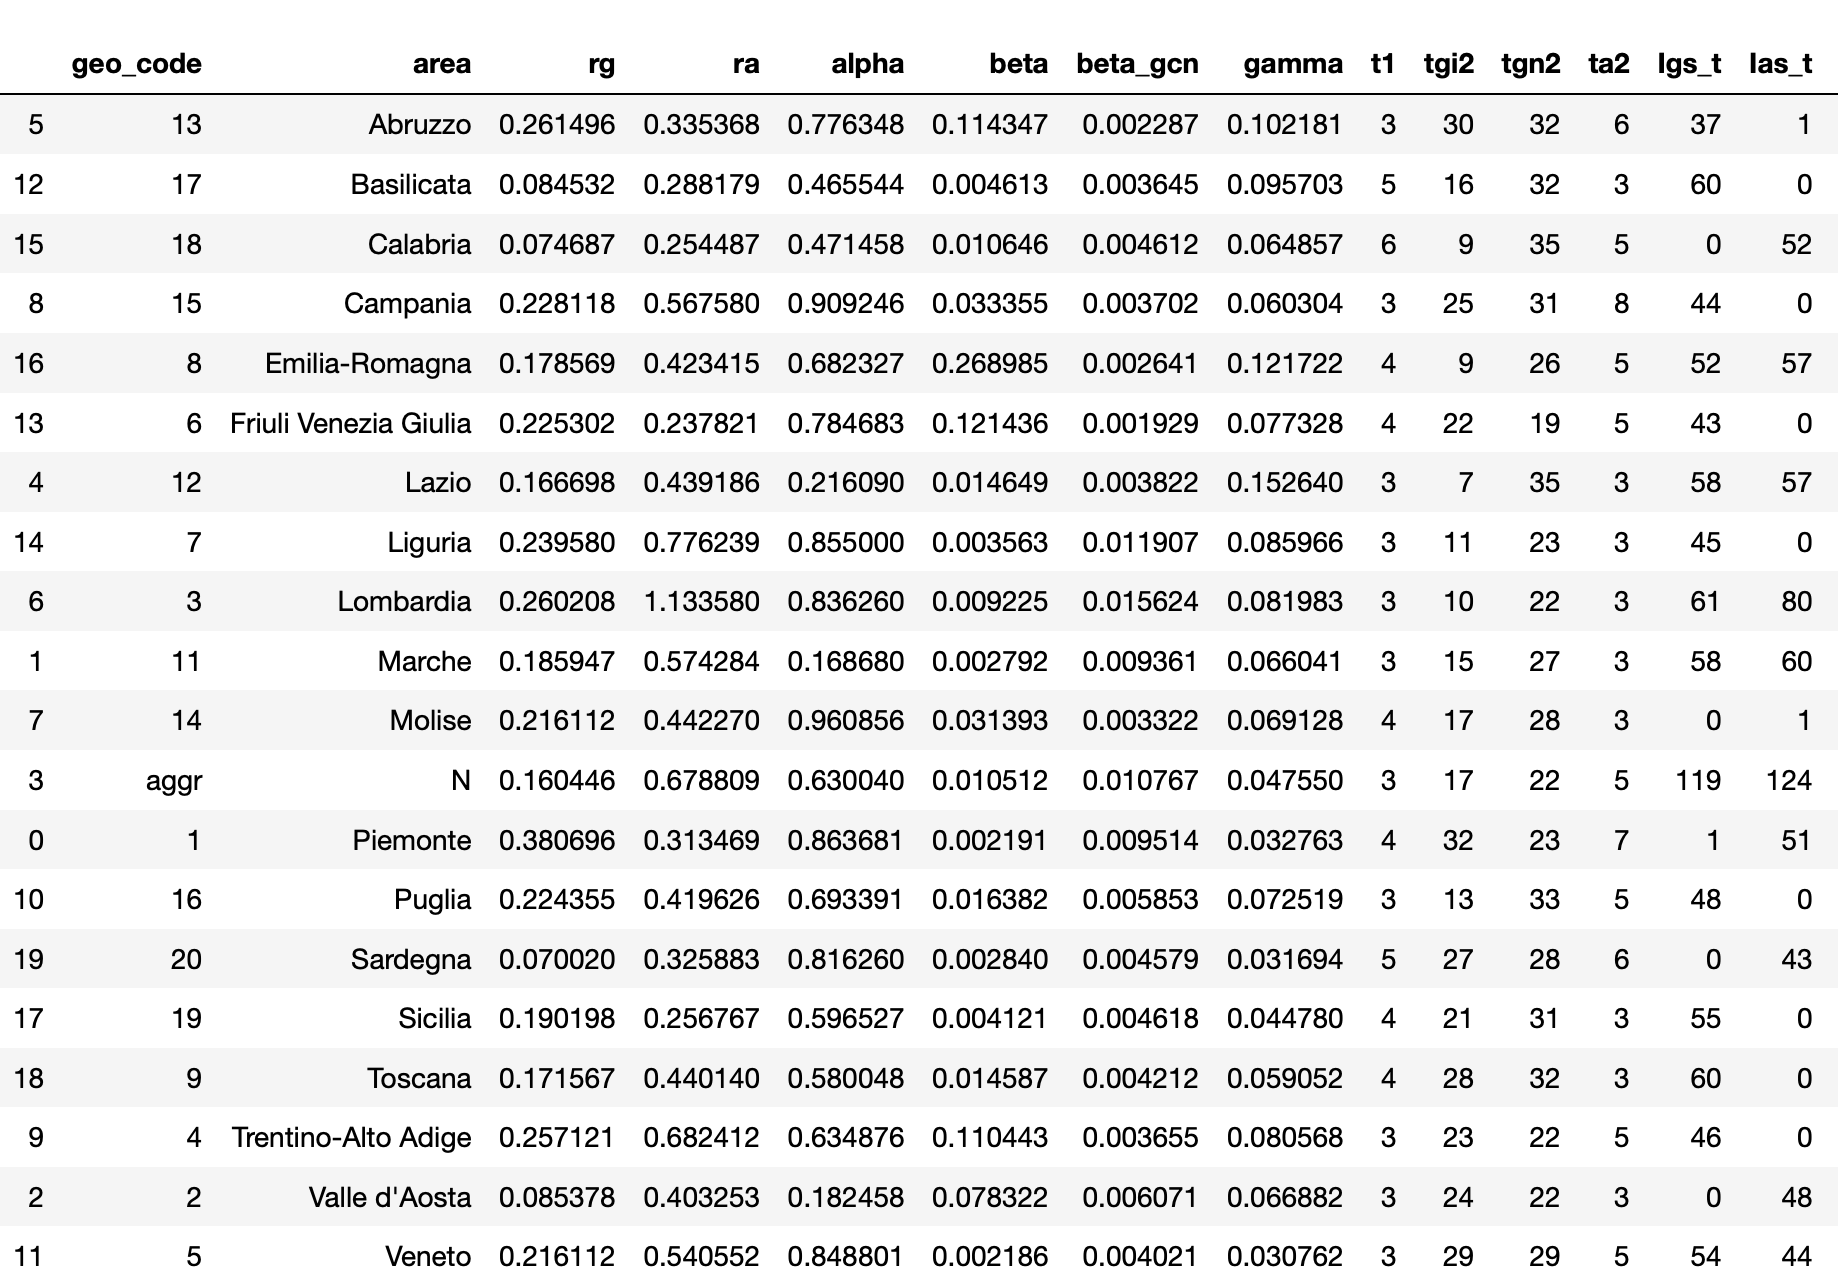 geo_code area rg ra alpha beta beta_gcn gamma t1 tgi2 tgn2 ta2 lgs_t las_t
5 13 Abruzzo 0.261496 0.335368 0.776348 0.114347 0.002287 0.102181 3 30 32 6 37 1
12 17 Basilicata 0.084532 0.288179 0.465544 0.004613 0.003645 0.095703 5 16 32 3 60 0
15 18 Calabria 0.074687 0.254487 0.471458 0.010646 0.004612 0.064857 6 9 35 5 0 52
8 15 Campania 0.228118 0.567580 0.909246 0.033355 0.003702 0.060304 3 25 31 8 44 0
16 8 Emilia-Romagna 0.178569 0.423415 0.682327 0.268985 0.002641 0.121722 4 9 26 5 52 57
13 6 Friuli Venezia Giulia 0.225302 0.237821 0.784683 0.121436 0.001929 0.077328 4 22 19 5 43 0
4 12 Lazio 0.166698 0.439186 0.216090 0.014649 0.003822 0.152640 3 7 35 3 58 57
14 7 Liguria 0.239580 0.776239 0.855000 0.003563 0.011907 0.085966 3 11 23 3 45 0
6 3 Lombardia 0.260208 1.133580 0.836260 0.009225 0.015624 0.081983 3 10 22 3 61 80
1 11 Marche 0.185947 0.574284 0.168680 0.002792 0.009361 0.066041 3 15 27 3 58 60
7 14 Molise 0.216112 0.442270 0.960856 0.031393 0.003322 0.069128 4 17 28 3 0 1
3 aggr N 0.160446 0.678809 0.630040 0.010512 0.010767 0.047550 3 17 22 5 119 124
0 1 Piemonte 0.380696 0.313469 0.863681 0.002191 0.009514 0.032763 4 32 23 7 1 51
10 16 Puglia 0.224355 0.419626 0.693391 0.016382 0.005853 0.072519 3 13 33 5 48 0
19 20 Sardegna 0.070020 0.325883 0.816260 0.002840 0.004579 0.031694 5 27 28 6 0 43
17 19 Sicilia 0.190198 0.256767 0.596527 0.004121 0.004618 0.044780 4 21 31 3 55 0
18 9 Toscana 0.171567 0.440140 0.580048 0.014587 0.004212 0.059052 4 28 32 3 60 0
9 4 Trentino-Alto Adige 0.257121 0.682412 0.634876 0.110443 0.003655 0.080568 3 23 22 5 46 0
2 2 Valle d'Aosta 0.085378 0.403253 0.182458 0.078322 0.006071 0.066882 3 24 22 3 0 48
11 5 Veneto 0.216112 0.540552 0.848801 0.002186 0.004021 0.030762 3 29 29 5 54 44